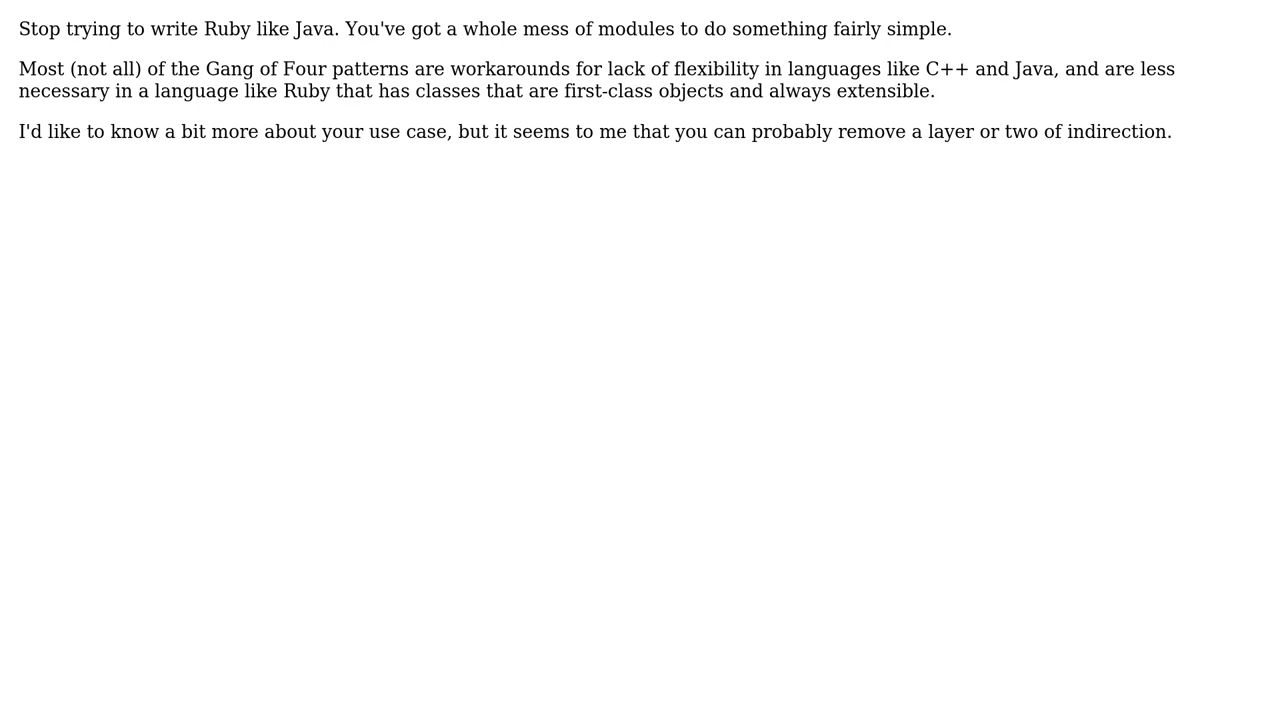 Stop trying to write Ruby like Java. You've got a whole mess of modules to do something fairly simple.
Most (not all) of the Gang of Four patterns are workarounds for lack of flexibility in languages like C++ and Java, and are less
necessary in a language like Ruby that has classes that are first-class objects and always extensible.
I'd like to know a bit more about your use case, but it seems to me that you can probably remove a layer or two of indirection.